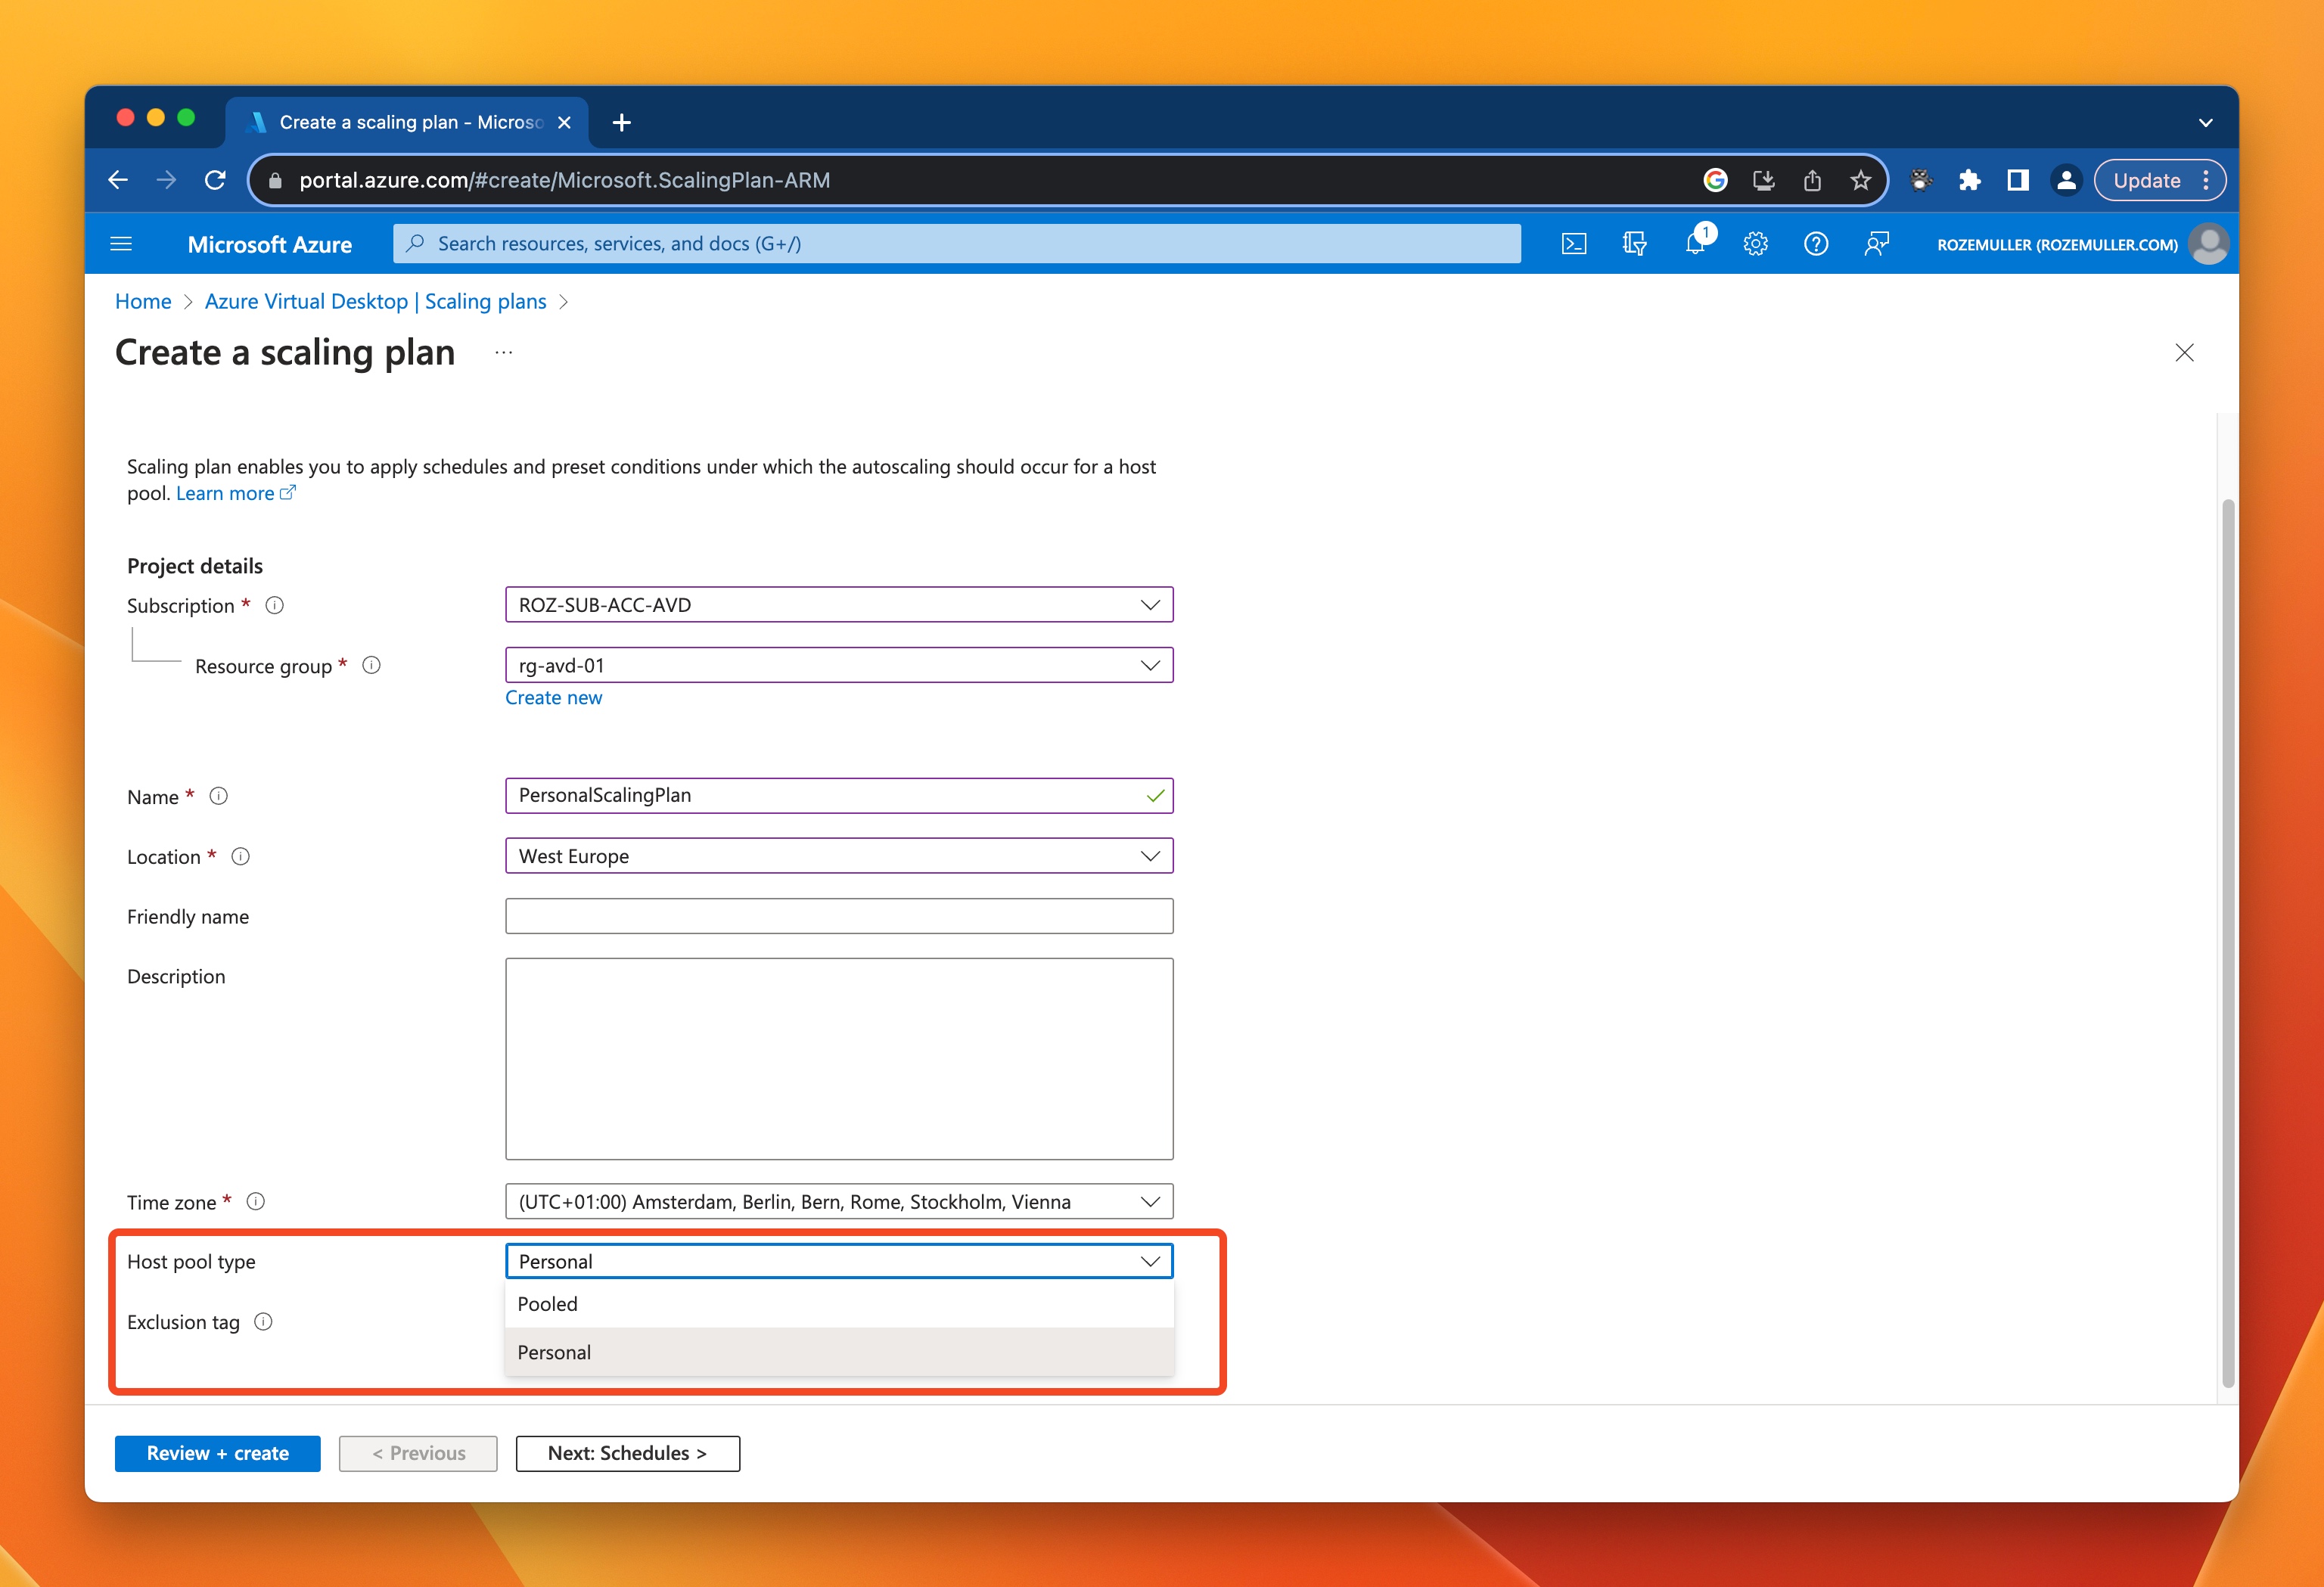 Create a scaling plan - Microso
portal.azure.com/#create/Microsoft.ScalingPlan-ARM
Update
Microsoft Azure
Search resources, services, and docs (G+/)
1
ROZEMULLER (ROZEMULLER.COM)
Home > Azure Virtual Desktop | Scaling plans >
Create a scaling plan ...
Scaling plan enables you to apply schedules and preset conditions under which the autoscaling should occur for a host
pool. Learn more
Project details
Subscription *
ROZ-SUB-ACC-AVD
Resource group *
rg-avd-01
Create new
Name *
PersonalScalingPlan
Location *
West Europe
Friendly name
Description
Time zone *
(UTC+01:00) Amsterdam, Berlin, Bern, Rome, Stockholm, Vienna
Host pool type
Personal
Pooled
Exclusion tag
Personal
Review + create
< Previous
Next: Schedules >